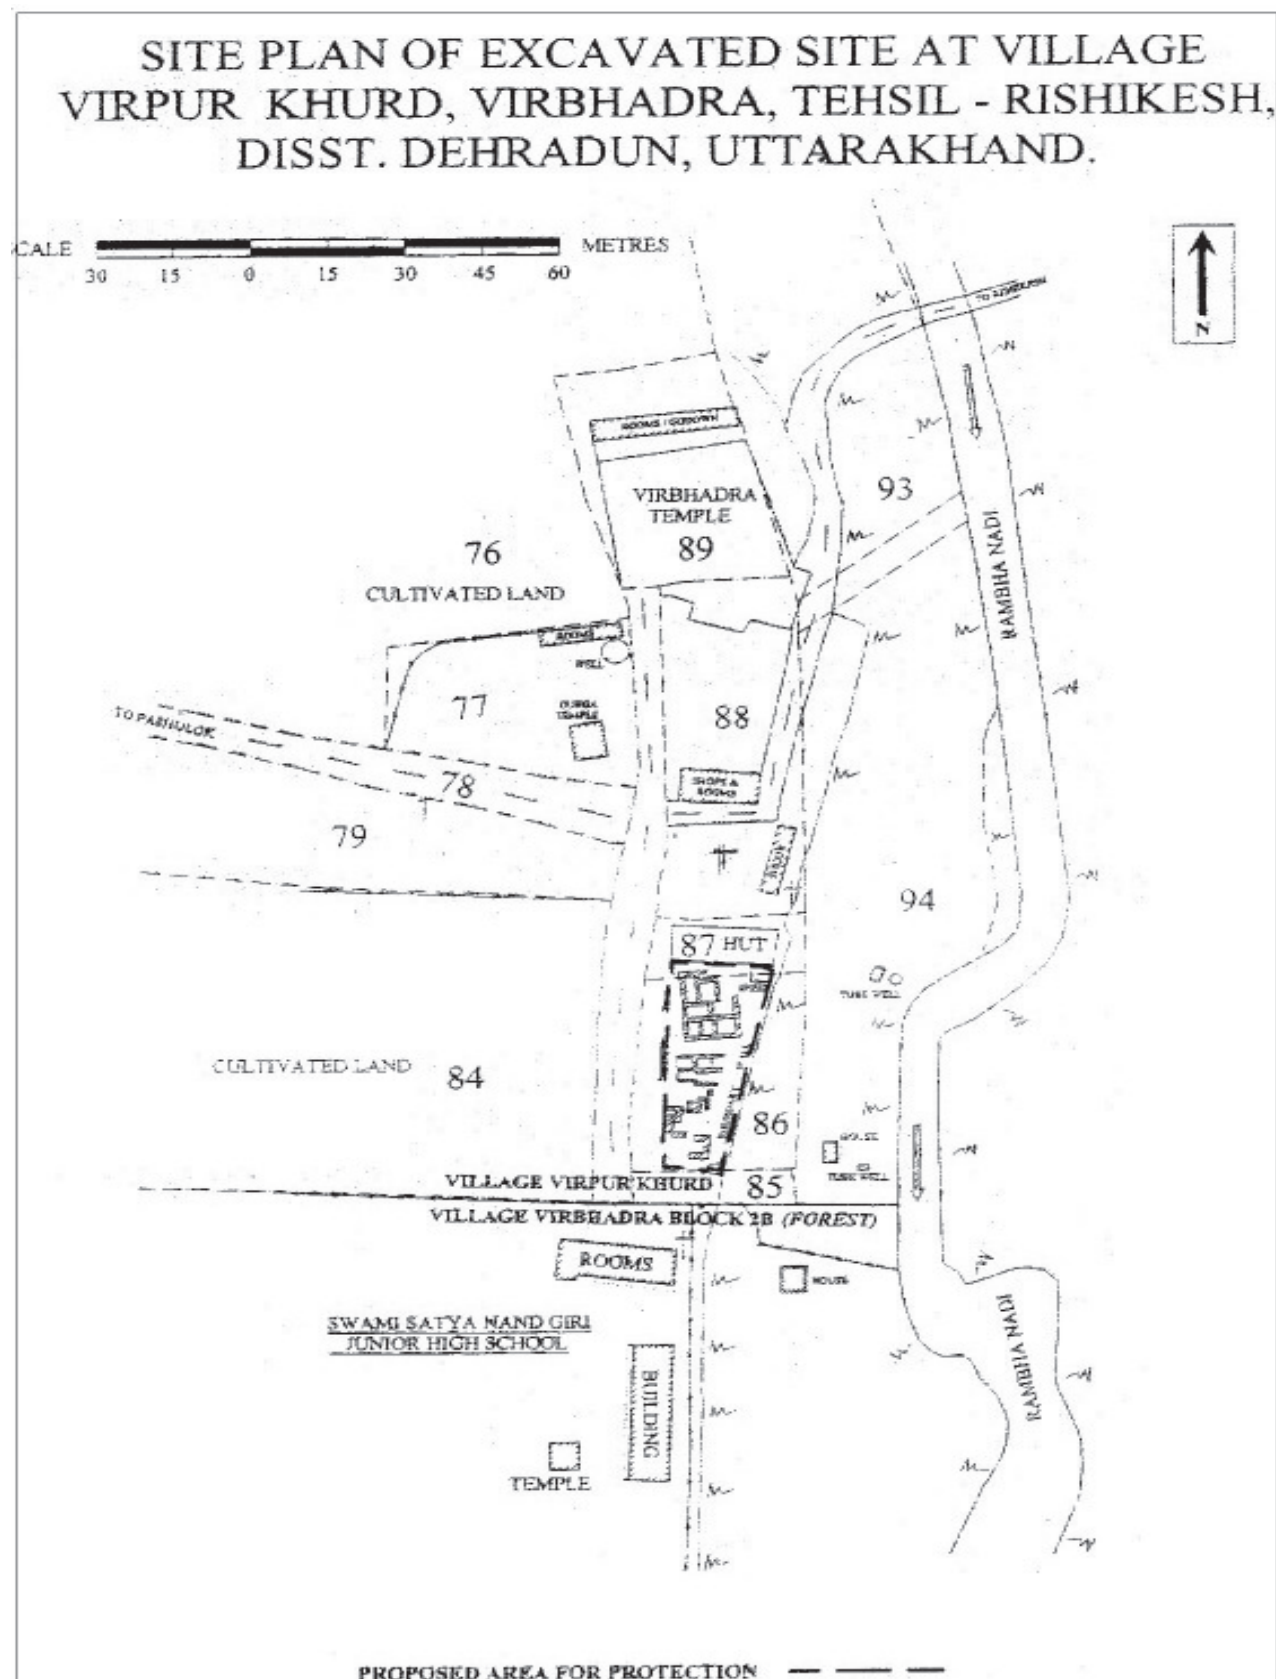 SITE PLAN OF EXCAVATED SITE AT VILLAGE
VIRPUR KHURD, VIRBHADRA, TEHSIL - RISHIKESH,
DISST. DEHRADUN, UTTARAKHAND.
CALE METRES
30 15 0 15 30 45 60
N
ROOMS / GODOWN
VIRBHADRA
TEMPLE
89
93
76
CULTIVATED LAND
RAMBHA NADI
ROOMS
WELL
77
DURGA
TEMPLE
88
TO PASHULOK
78
SHOPS &
ROOMS
79
94
87 HUT
TUBE WELL
CULTIVATED LAND
84
86
HOUSE
TUBE WELL
VILLAGE VIRPUR KHURD
85
VILLAGE VIRBHADRA BLOCK 2B (FOREST)
ROOMS
HOUSE
SWAMI SATYA NAND GIRI
JUNIOR HIGH SCHOOL
RAMBHA NADI
BUILDING
TEMPLE
PROPOSED AREA FOR PROTECTION